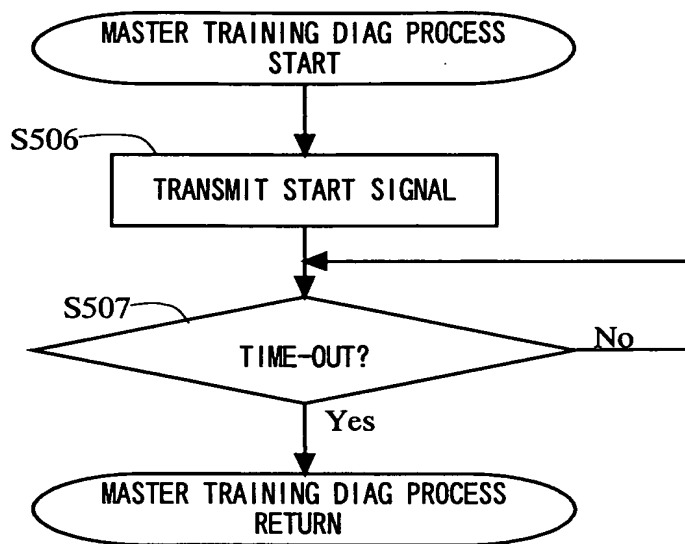 MASTER TRAINING DIAG PROCESS
START
S506
TRANSMIT START SIGNAL
S507
TIME-OUT?
No
Yes
MASTER TRAINING DIAG PROCESS
RETURN